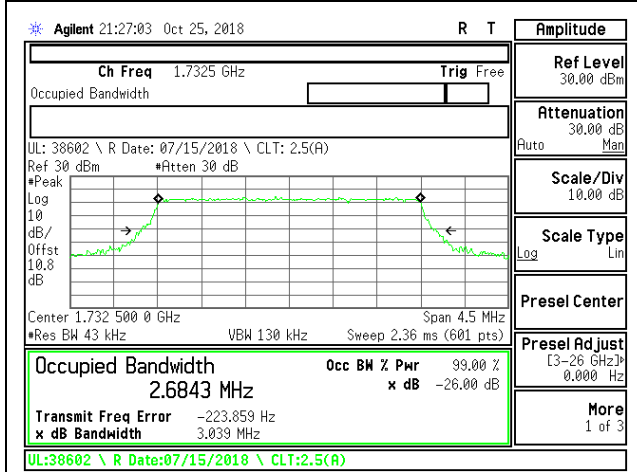 Agilent 21:27:03 Oct 25, 2018 R T
Amplitude
Ch Freq 1.7325 GHz Trig Free
Occupied Bandwidth
UL: 38602 \ R Date: 07/15/2018 \ CLT: 2.5(A)
Ref 30 dBm #Atten 30 dB
#Peak
Log
10
dB/
Offst
10.8
dB
Center 1.732 500 0 GHz Span 4.5 MHz
#Res BW 43 kHz VBW 130 kHz Sweep 2.36 ms (601 pts)
Occupied Bandwidth Occ BW % Pwr 99.00 %
2.6843 MHz x dB -26.00 dB
Transmit Freq Error -223.859 Hz
x dB Bandwidth 3.039 MHz
UL:38602 \ R Date:07/15/2018 \ CLT:2.5(A)
Ref Level
30.00 dBm
Attenuation
30.00 dB
Auto Man
Scale/Div
10.00 dB
Scale Type
Log Lin
Presel Center
Presel Adjust
[3-26 GHz]
0.000 Hz
More
1 of 3